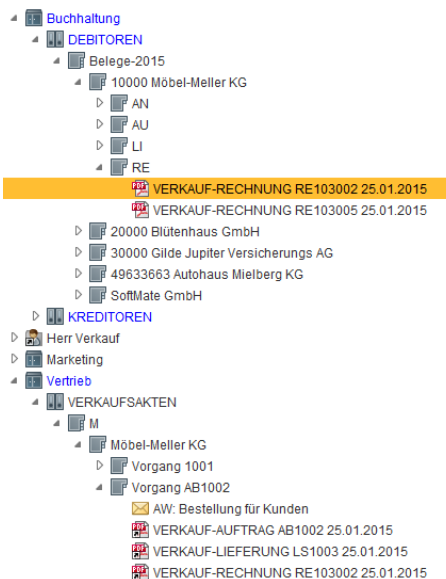 Buchhaltung
DEBITOREN
Belege-2015
10000 Möbel-Meller KG
AN
AU
LI
RE
VERKAUF-RECHNUNG RE103002 25.01.2015
VERKAUF-RECHNUNG RE103005 25.01.2015
20000 Blütenhaus GmbH
30000 Gilde Jupiter Versicherungs AG
49633663 Autohaus Mielberg KG
SoftMate GmbH
KREDITOREN
Herr Verkauf
Marketing
Vertrieb
VERKAUFSAKTEN
M
Möbel-Meller KG
Vorgang 1001
Vorgang AB1002
AW: Bestellung für Kunden
VERKAUF-AUFTRAG AB1002 25.01.2015
VERKAUF-LIEFERUNG LS1003 25.01.2015
VERKAUF-RECHNUNG RE103002 25.01.2015